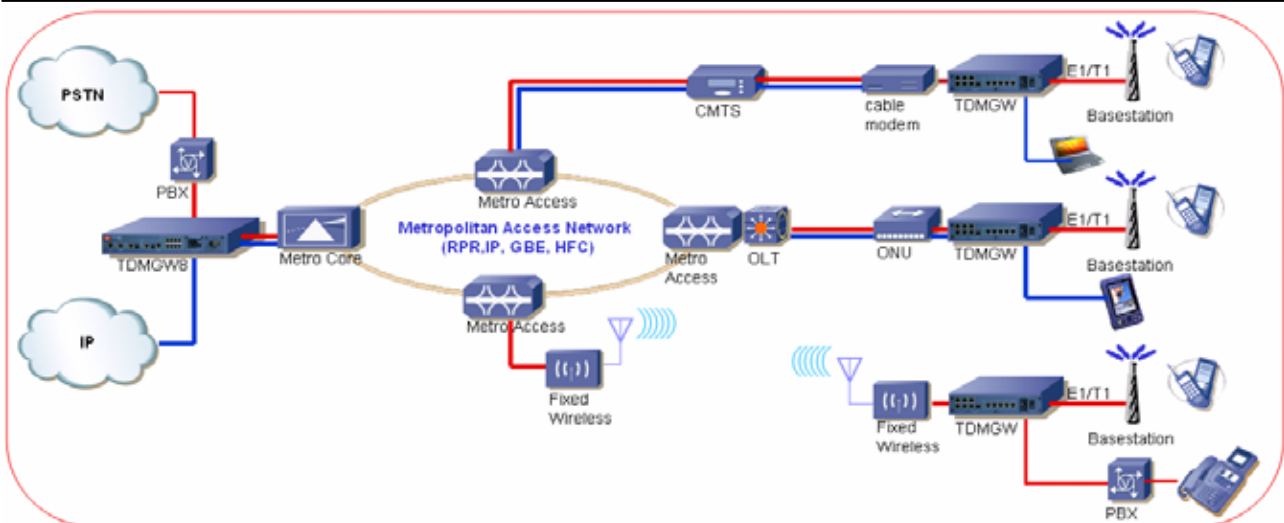 PSTN
PBX
TDMGW8
IP
Metro Core
Metro Access
Metropolitan Access Network
(RPR,IP, GBE, HFC)
Metro Access
Metro
Access
OLT
Fixed
Wireless
CMTS
cable
modem
TDMGW
E1/T1
Basestation
ONU
TDMGW
E1/T1
Basestation
Fixed
Wireless
TDMGW
E1/T1
Basestation
PBX